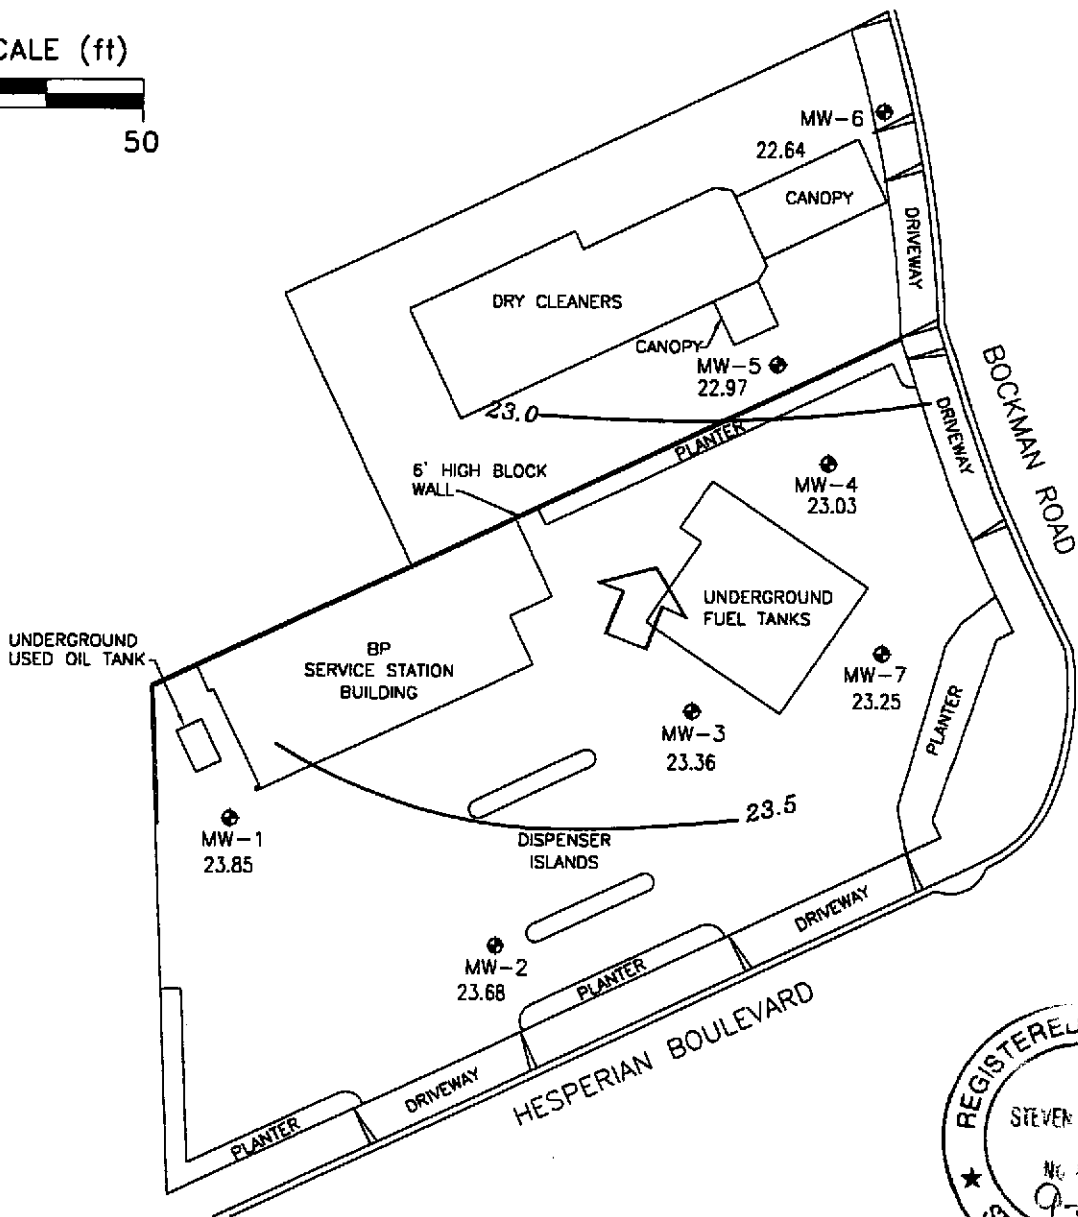 SCALE (ft)
50
MW-6
22.64
CANOPY
DRIVEWAY
DRY CLEANERS
CANOPY
MW-5
22.97
BOCKMAN ROAD
23.0
DRIVEWAY
PLANTER
6' HIGH BLOCK
WALL
MW-4
23.03
UNDERGROUND
FUEL TANKS
UNDERGROUND
USED OIL TANK
BP
SERVICE STATION
BUILDING
MW-7
23.25
PLANTER
MW-3
23.36
23.5
MW-1
23.85
DISPENSER
ISLANDS
DRIVEWAY
MW-2
23.68
PLANTER
HESPERIAN BOULEVARD
DRIVEWAY
PLANTER
REGISTERED
STEVEN